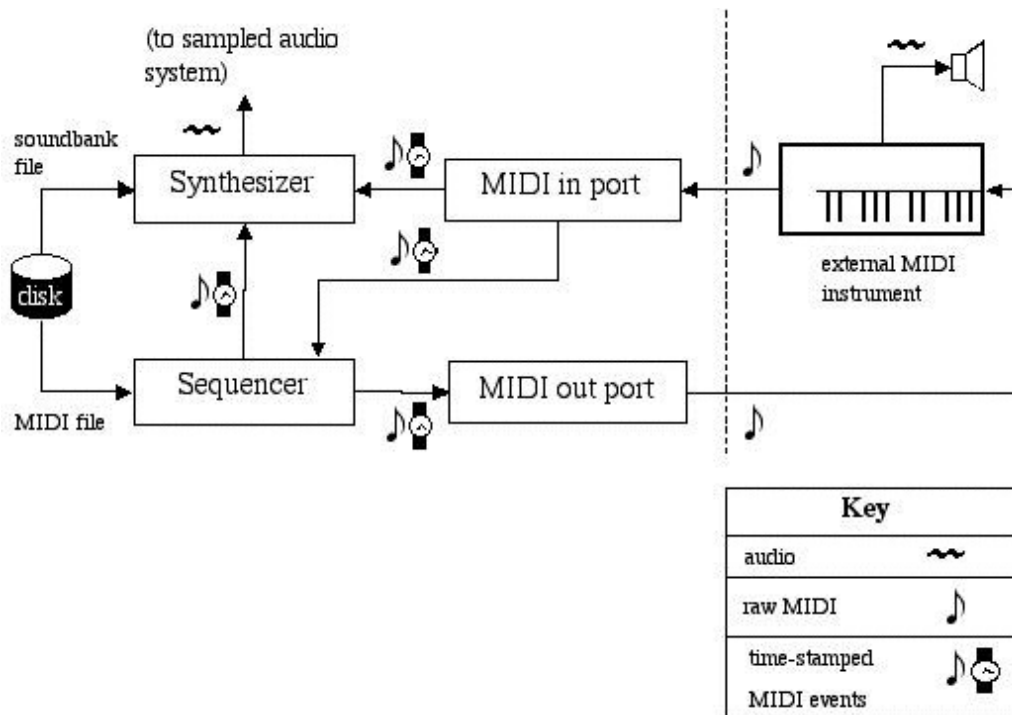 (to sampled audio
system)
soundbank
file
Synthesizer
MIDI in port
external MIDI
instrument
disk
Sequencer
MIDI out port
MIDI file
Key
audio
raw MIDI
time-stamped
MIDI events